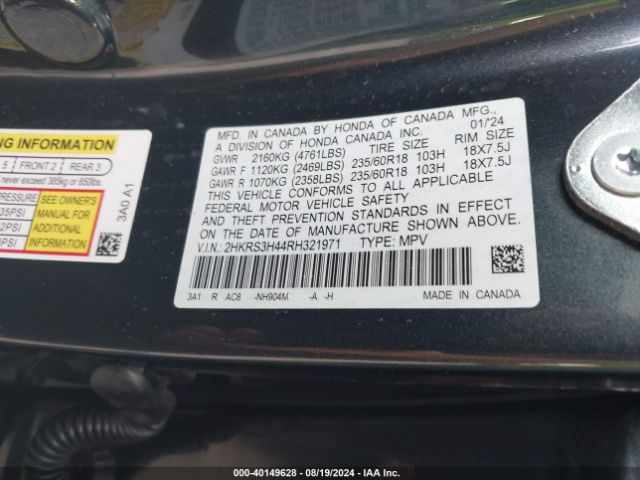 NG INFORMATION
5 FRONT 2 REAR 3
never exceed 385kg or 850lbs.
PRESSURE
35PSI
2PSI
0PSI
SEE OWNER'S
MANUAL FOR
ADDITIONAL
INFORMATION
3A0 A1
MFD. IN CANADA BY HONDA OF CANADA MFG., 01/24
A DIVISION OF HONDA CANADA INC. TIRE SIZE RIM SIZE
GVWR 2160KG (4761LBS)
GAWR F 1120KG (2469LBS) 235/60R18 103H 18X7.5J
GAWR R 1070KG (2358LBS) 235/60R18 103H 18X7.5J
THIS VEHICLE CONFORMS TO ALL APPLICABLE
FEDERAL MOTOR VEHICLE SAFETY
AND THEFT PREVENTION STANDARDS IN EFFECT
ON THE DATE OF MANUFACTURE SHOWN ABOVE.
V.I.N.: 2HKRS3H44RH321971 TYPE: MPV
3A1 R AC8 -NH904M -A -H MADE IN CANADA
STOCK: 40149628 - 08/19/2024 - IAA Inc.